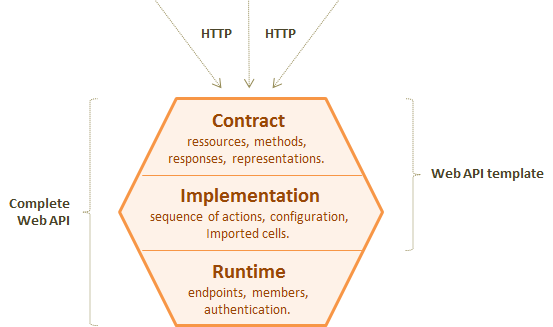 HTTP HTTP
Contract
ressources, methods,
responses, representations.
Web API template
Implementation
sequence of actions, configuration,
Imported cells.
Complete
Web API
Runtime
endpoints, members,
authentication.